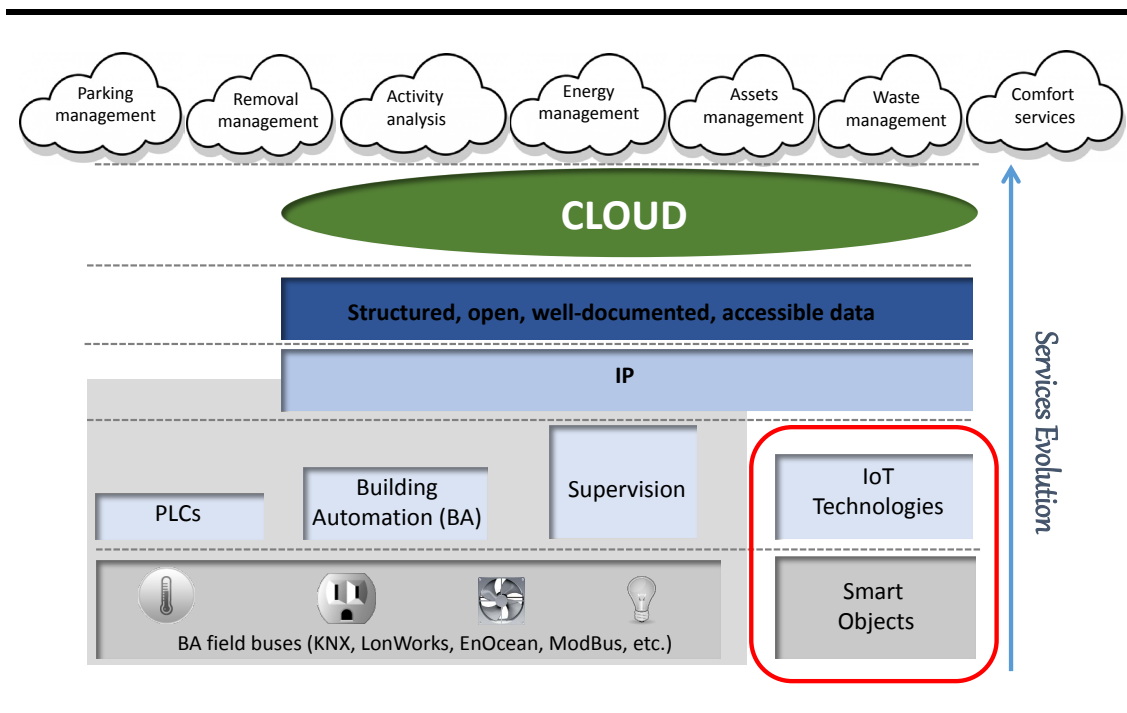 Parking
management
Removal
management
Activity
analysis
Energy
management
Assets
management
Waste
management
Comfort
services
CLOUD
Structured, open, well-documented, accessible data
IP
Services Evolution
PLCs
Building
Automation (BA)
Supervision
IoT
Technologies
BA field buses (KNX, LonWorks, EnOcean, ModBus, etc.)
Smart
Objects